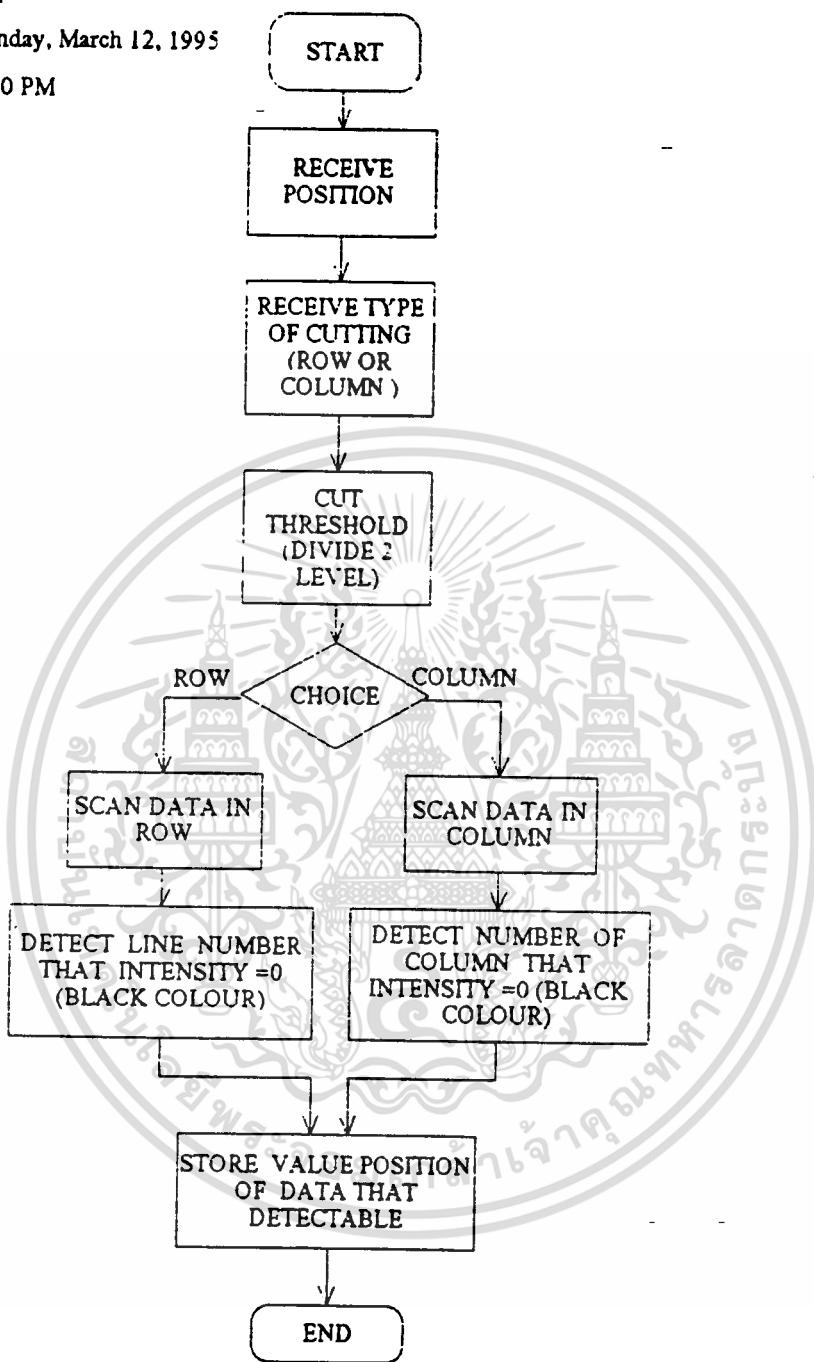 nday, March 12, 1995
0 PM
START
RECEIVE
POSITION
RECEIVE TYPE
OF CUTTING
(ROW OR
COLUMN )
CUT
THRESHOLD
(DIVIDE 2
LEVEL)
ROW
CHOICE
COLUMN
SCAN DATA IN
ROW
SCAN DATA IN
COLUMN
DETECT LINE NUMBER
THAT INTENSITY =0
(BLACK COLOUR)
DETECT NUMBER OF
COLUMN THAT
INTENSITY =0 (BLACK
COLOUR)
STORE VALUE POSITION
OF DATA THAT
DETECTABLE
END